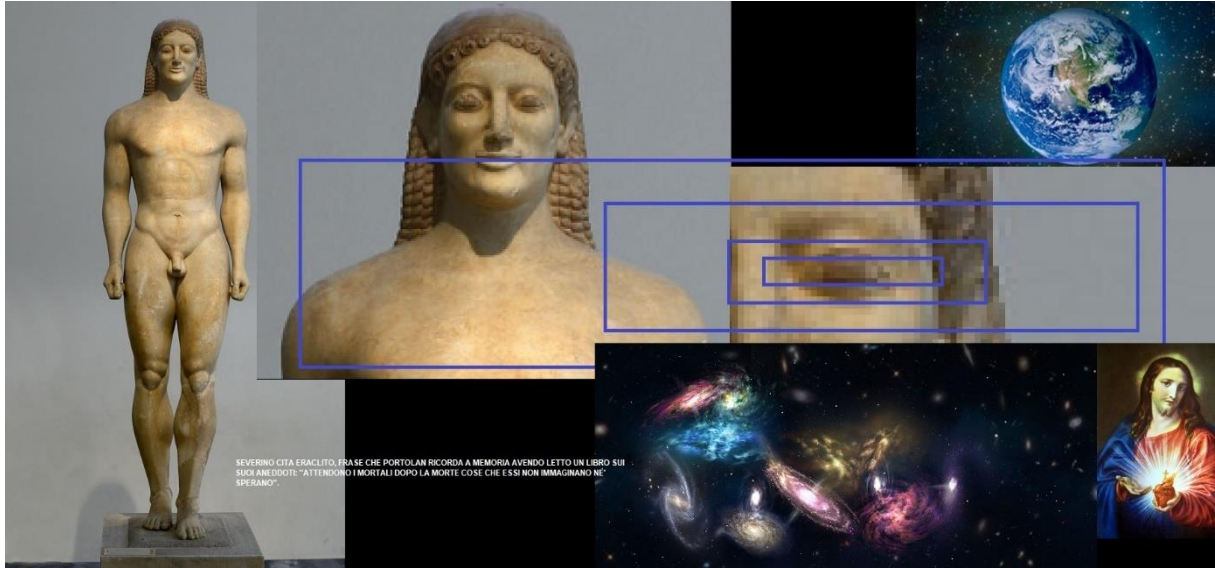 SEVERINO CITA ERACLITO, FRASE CHE PORTOLAN RICORDA A MEMORIA AVENDO LETTO UN LIBRO SUI
SUOI ANEDDOTI: "ATTENDONO I MORTALI DOPO LA MORTE COSE CHE ESSI NON IMMAGINANO NE'
SPERANO".